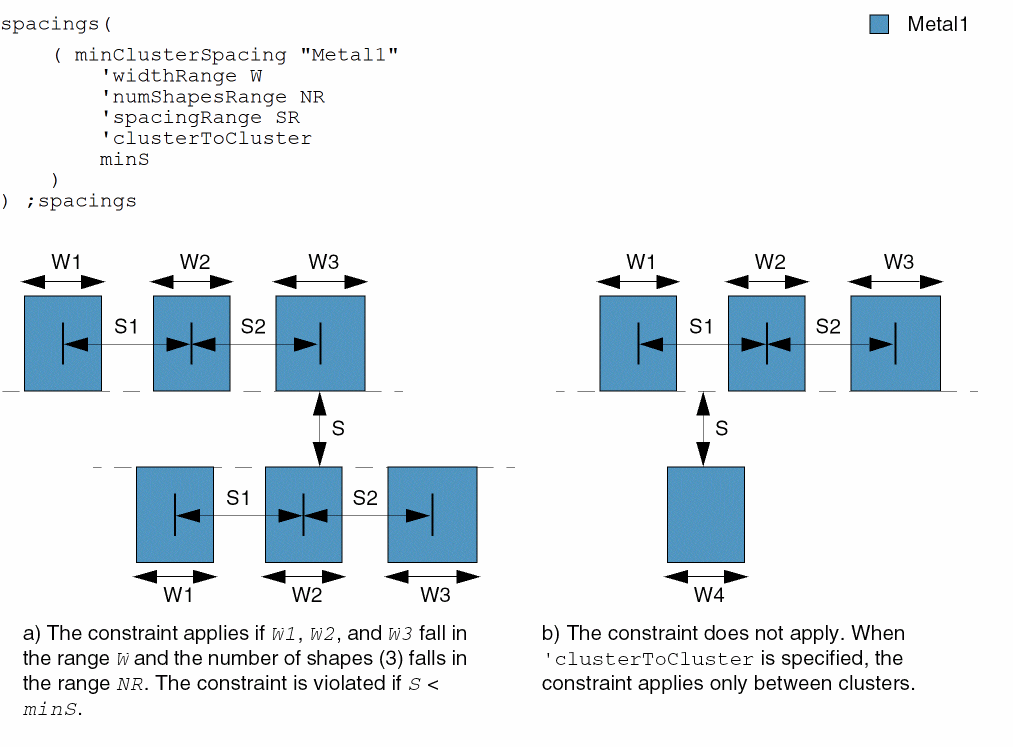 spacings(
Metal1
( minClusterSpacing "Metal1"
'widthRange W
'numShapesRange NR
'spacingRange SR
'clusterToCluster
minS
)
) ;spacings
W1 W2 W3 W1 W2 W3
S1 S2 S1 S2
S S
S1 S2
W1 W2 W3 W4
a) The constraint applies if W1, W2, and W3 fall in
the range W and the number of shapes (3) falls in
the range NR. The constraint is violated if S <
minS.
b) The constraint does not apply. When
'clusterToCluster is specified, the
constraint applies only between clusters.